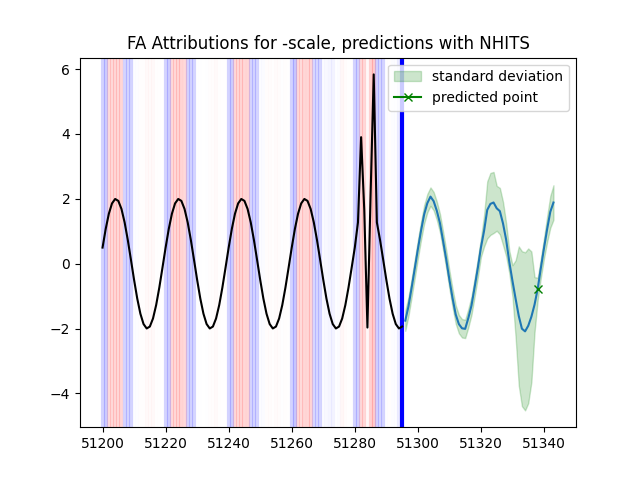 FA Attributions for -scale, predictions with NHITS
standard deviation
predicted point
6
4
2
0
−2
−4
51200 51220 51240 51260 51280 51300 51320 51340